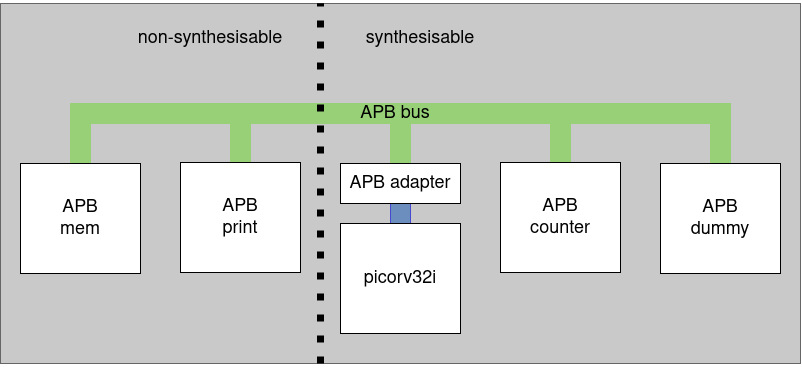 non-synthesisable
synthesisable
APB bus
APB
mem
APB
print
APB adapter
picorv32i
APB
counter
APB
dummy